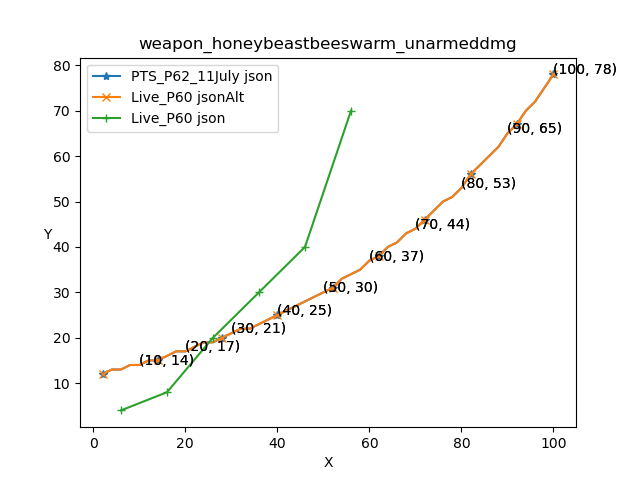 weapon_honeybeastbeeswarm_unarmeddmg
PTS_P62_11July json
Live_P60 jsonAlt
Live_P60 json
(100, 78)
(90, 65)
(80, 53)
(70, 44)
(60, 37)
(50, 30)
(40, 25)
(30, 21)
(20, 17)
(10, 14)
80
70
60
50
40
30
20
10
Y
0 20 40 60 80 100
X